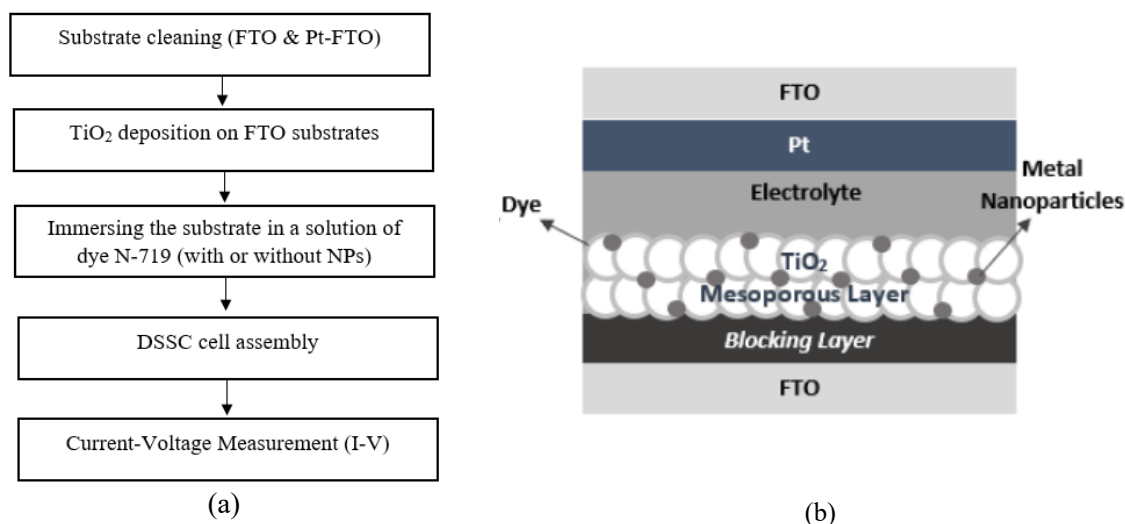 Substrate cleaning (FTO & Pt-FTO)
TiO₂ deposition on FTO substrates
Immersing the substrate in a solution of
dye N-719 (with or without NPs)
DSSC cell assembly
Current-Voltage Measurement (I-V)
(a)
FTO
Pt
Metal
Nanoparticles
Electrolyte
Dye
TiO₂
Mesoporous Layer
Blocking Layer
FTO
(b)